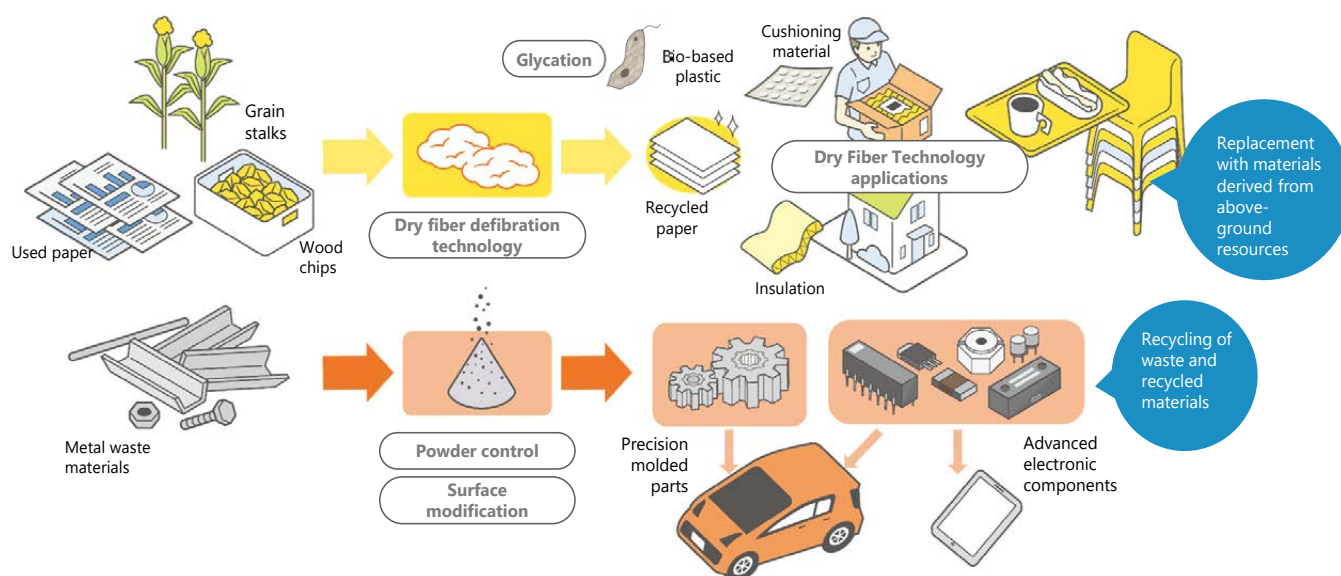 Glycation
Bio-based
plastic
Cushioning
material
Grain
stalks
Used paper
Wood
chips
Dry fiber defibration
technology
Recycled
paper
Dry Fiber Technology
applications
Insulation
Replacement
with materials
derived from
above-
ground
resources
Metal waste
materials
Powder control
Surface
modification
Precision
molded
parts
Advanced
electronic
components
Recycling of
waste and
recycled
materials